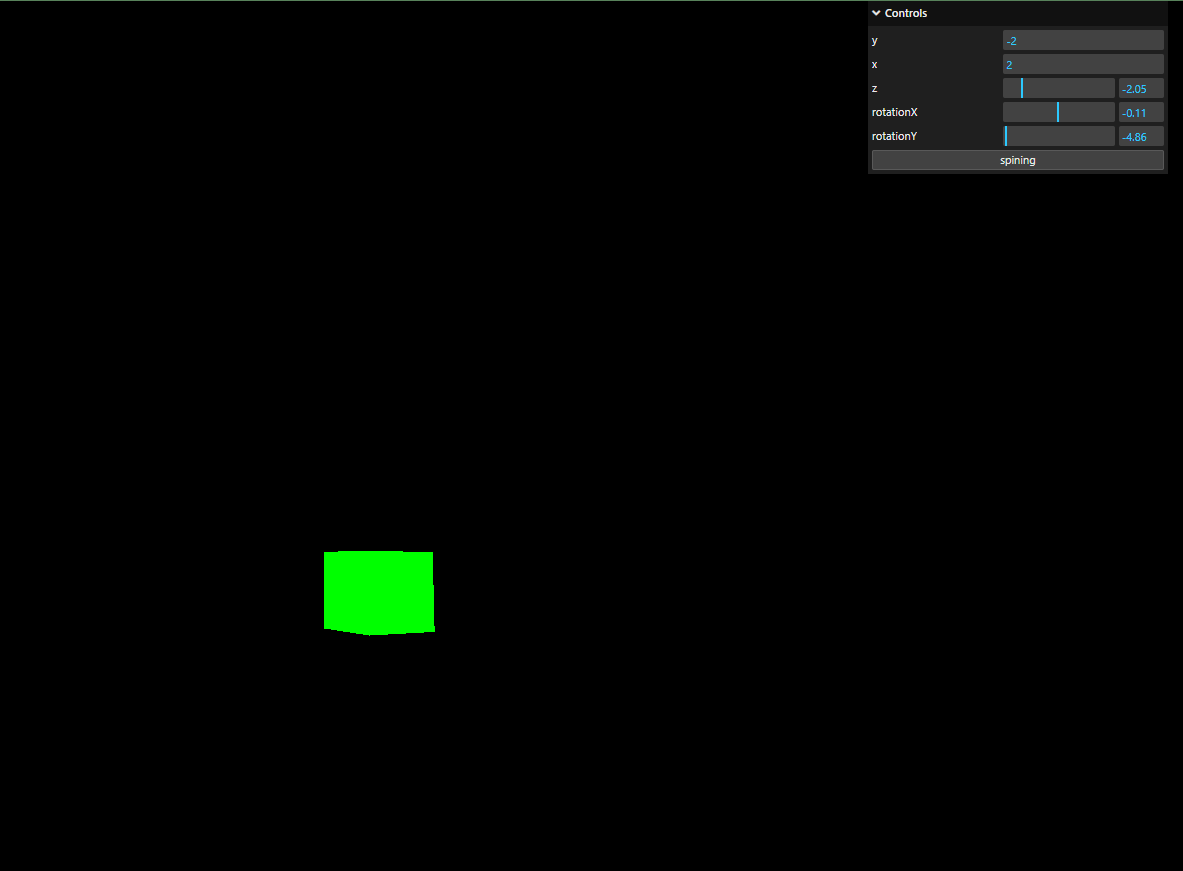 Controls
y -2
x 2
z -2.05
rotationX -0.11
rotationY -4.86
spining